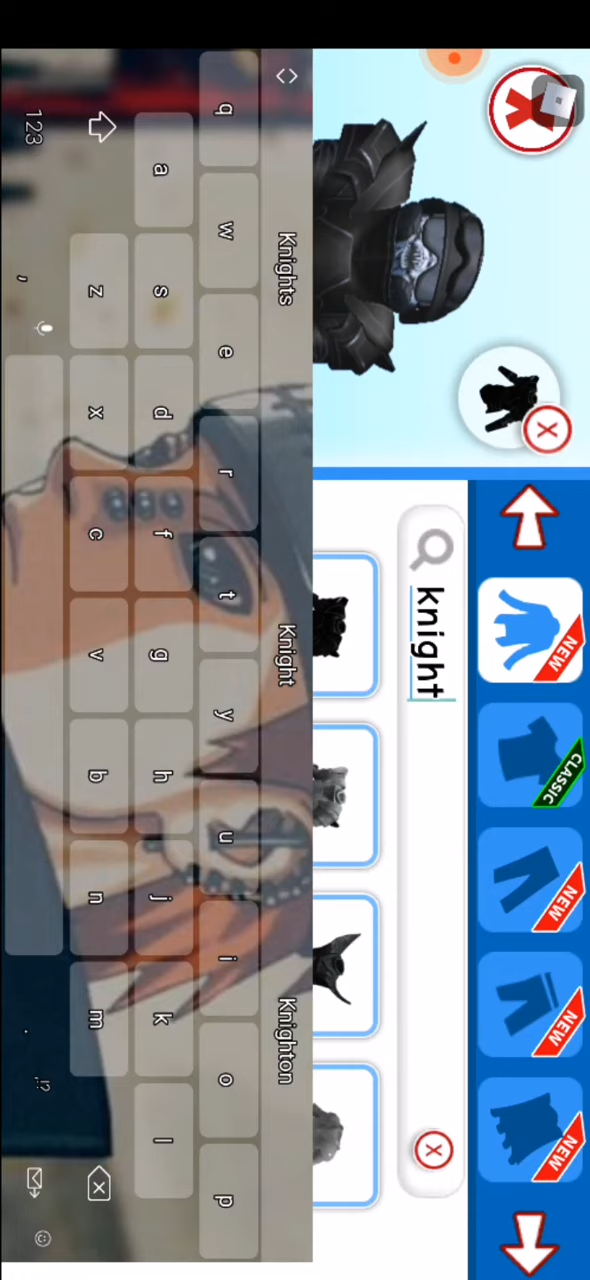 knight
NEW
CLASSIC
NEW
NEW
NEW
Knights
Knight
Knighton
q w e r t y u i o p
a s d f g h j k l
z x c v b n m
123
,
.
.!?